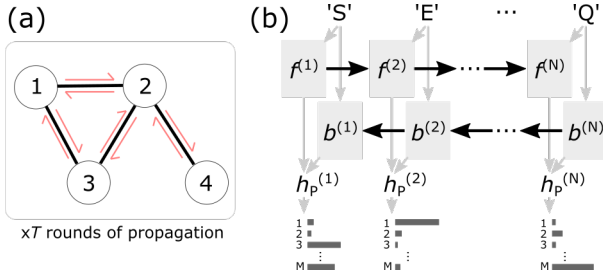 (a)
1
2
3
4
xT rounds of propagation
(b)
'S' 'E' ... 'Q'
f(1) f(2) ... f(N)
b(1) b(2) ... b(N)
hP(1) hP(2) hP(N)
1 1 1
2 2 2
3 3 3
⋮ ⋮ ⋮
M M M